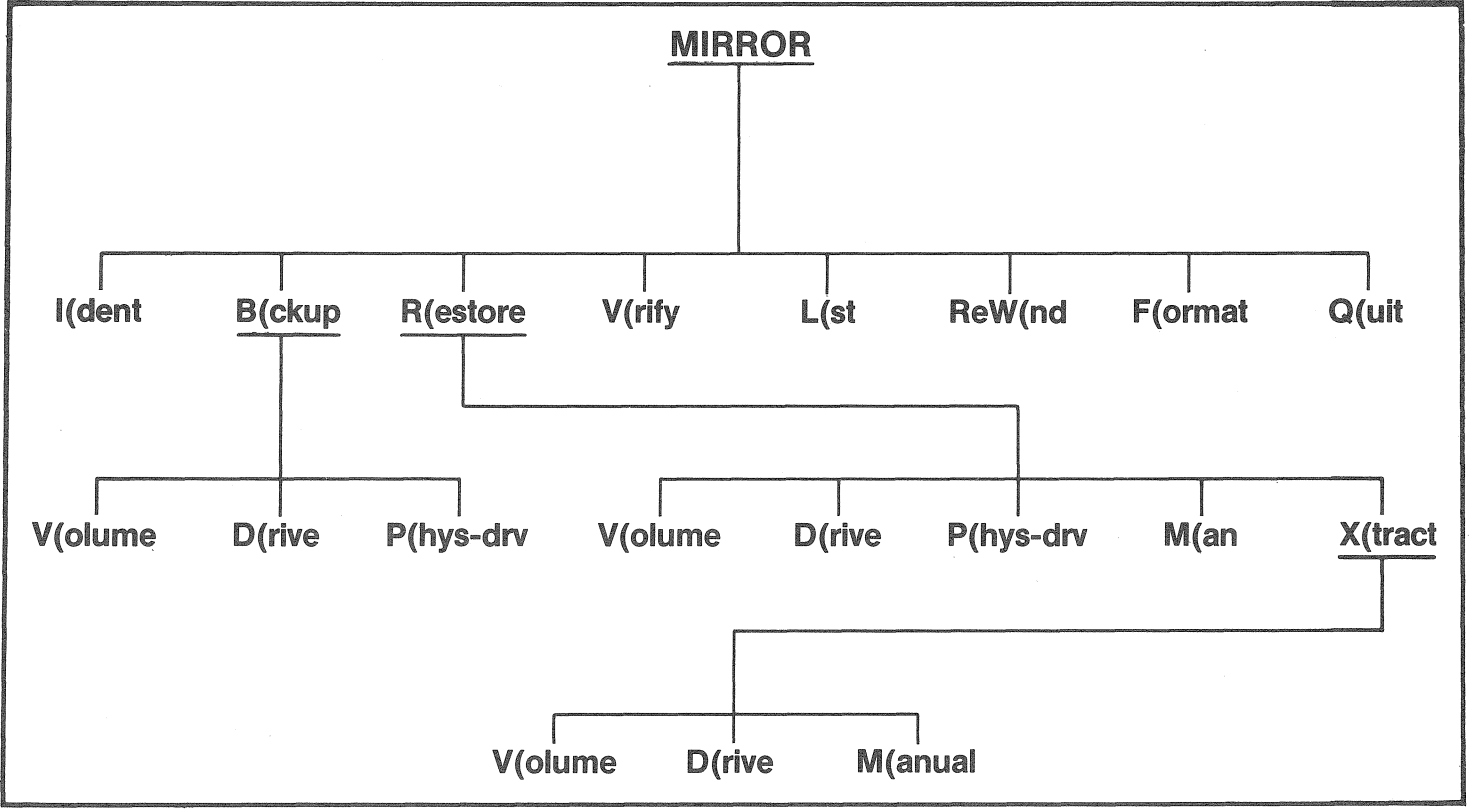 MIRROR
I(dent B(ckup R(estore V(rify L(st ReW(nd F(ormat Q(uit
V(olume D(rive P(hys-drv V(olume D(rive P(hys-drv M(an X(tract
V(olume D(rive M(anual